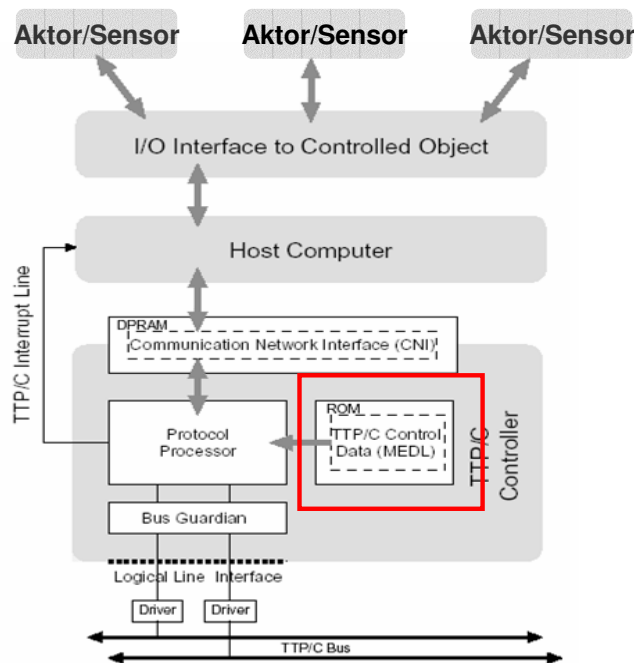 Aktor/Sensor
Aktor/Sensor
Aktor/Sensor
I/O Interface to Controlled Object
Host Computer
TTP/C Interrupt Line
DPRAM
Communication Network Interface (CNI)
Protocol
Processor
ROM
TTP/C Control
Data (MEDL)
TTP/C
Controller
Bus Guardian
Logical Line Interface
Driver
Driver
TTP/C Bus